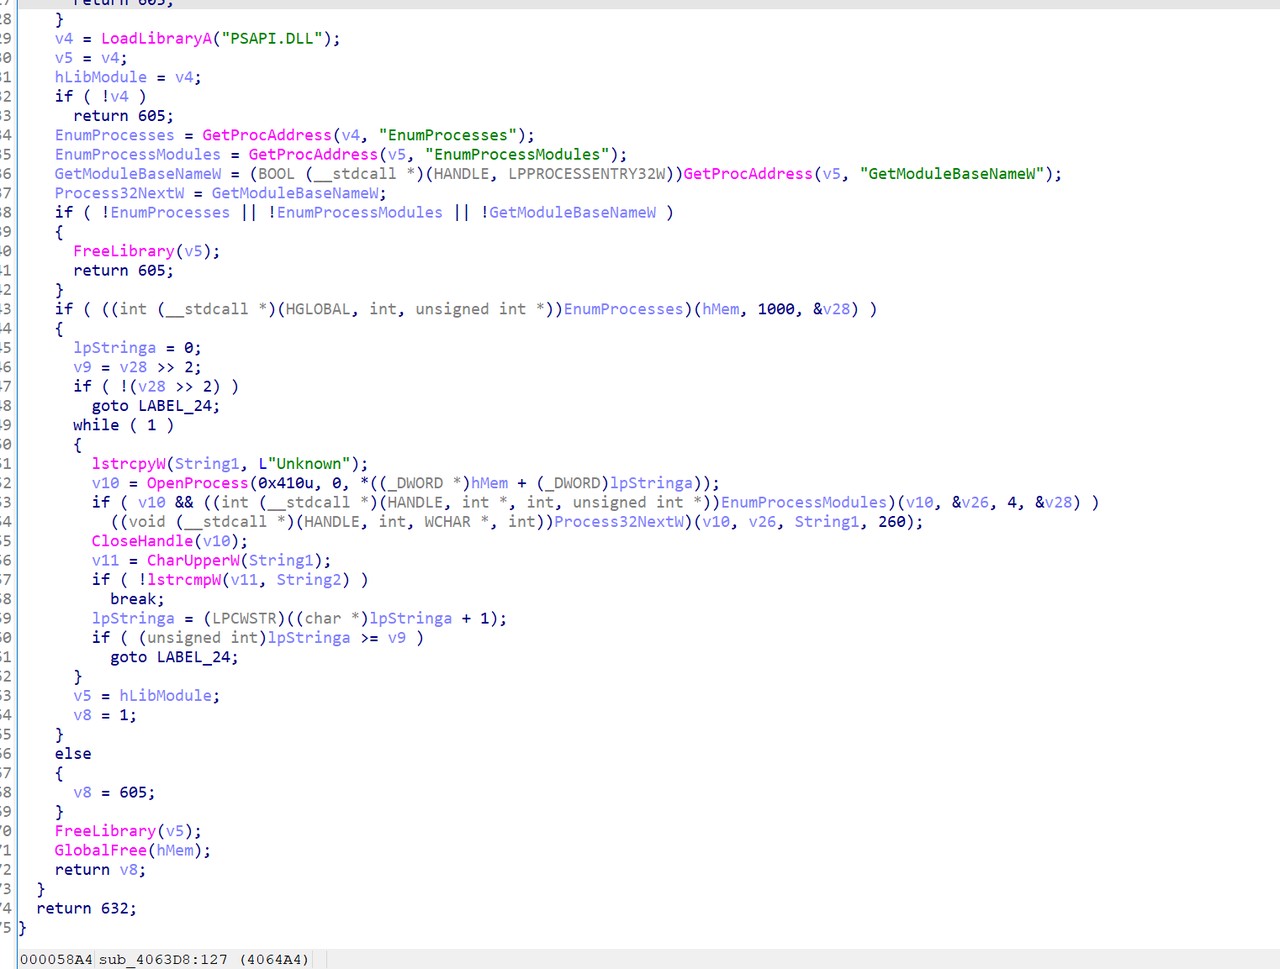 return 605;
28 }
29 v4 = LoadLibraryA("PSAPI.DLL");
30 v5 = v4;
31 hLibModule = v4;
32 if ( !v4 )
33 return 605;
34 EnumProcesses = GetProcAddress(v4, "EnumProcesses");
35 EnumProcessModules = GetProcAddress(v5, "EnumProcessModules");
36 GetModuleBaseNameW = (BOOL (__stdcall *)(HANDLE, LPPROCESSENTRY32W))GetProcAddress(v5, "GetModuleBaseNameW");
37 Process32NextW = GetModuleBaseNameW;
38 if ( !EnumProcesses || !EnumProcessModules || !GetModuleBaseNameW )
39 {
40 FreeLibrary(v5);
41 return 605;
42 }
43 if ( ((int (__stdcall *)(HGLOBAL, int, unsigned int *))EnumProcesses)(hMem, 1000, &v28) )
44 {
45 lpStringa = 0;
46 v9 = v28 >> 2;
47 if ( !(v28 >> 2) )
48 goto LABEL_24;
49 while ( 1 )
50 {
51 lstrcpyW(String1, L"Unknown");
52 v10 = OpenProcess(0x410u, 0, *((_DWORD *)hMem + (_DWORD)lpStringa));
53 if ( v10 && ((int (__stdcall *)(HANDLE, int *, int, unsigned int *))EnumProcessModules)(v10, &v26, 4, &v28) )
54 ((void (__stdcall *)(HANDLE, int, WCHAR *, int))Process32NextW)(v10, v26, String1, 260);
55 CloseHandle(v10);
56 v11 = CharUpperW(String1);
57 if ( !lstrcmpW(v11, String2) )
58 break;
59 lpStringa = (LPCWSTR)((char *)lpStringa + 1);
60 if ( (unsigned int)lpStringa >= v9 )
61 goto LABEL_24;
62 }
63 v5 = hLibModule;
64 v8 = 1;
65 }
66 else
67 {
68 v8 = 605;
69 }
70 FreeLibrary(v5);
71 GlobalFree(hMem);
72 return v8;
73 }
74 return 632;
75 }
000058A4 sub_4063D8:127 (4064A4)